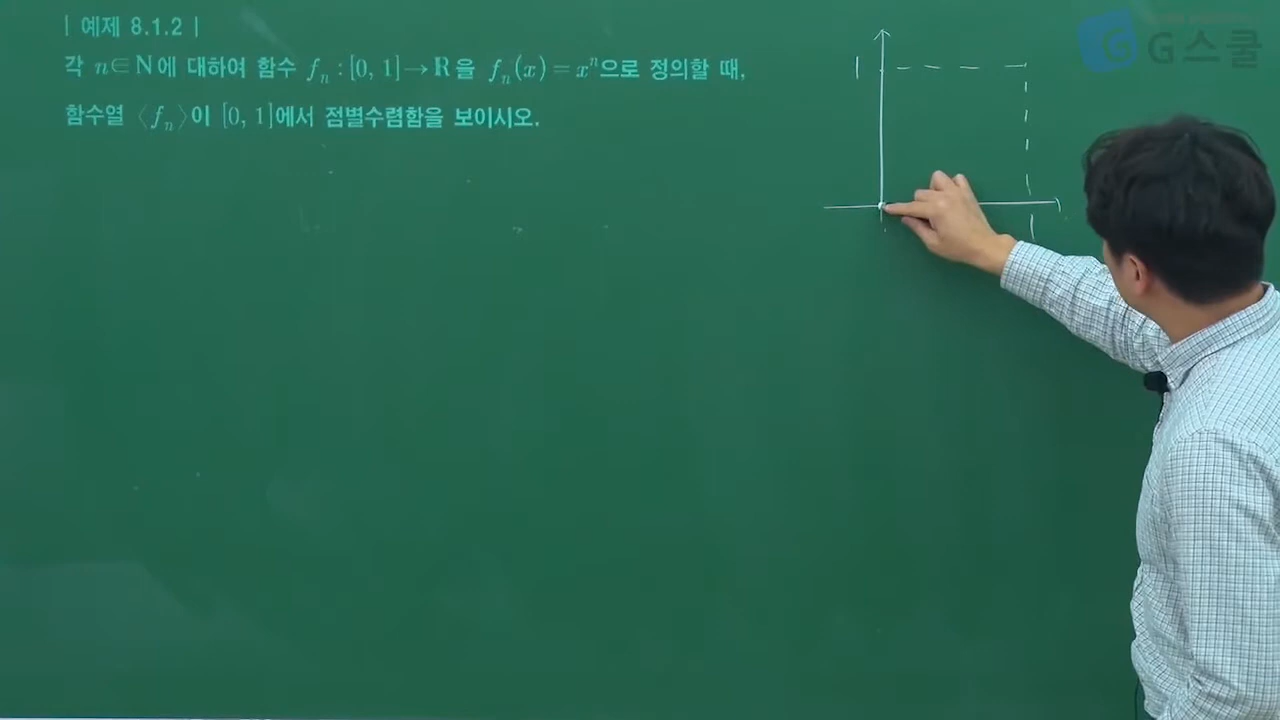 | 예제 8.1.2 |
각 n∈N에 대하여 함수 fₙ : [0, 1]→R을 fₙ(x)=xⁿ으로 정의할 때,
함수열 ⟨fₙ⟩이 [0, 1]에서 점별수렴함을 보이시오.
G스쿨
1
1